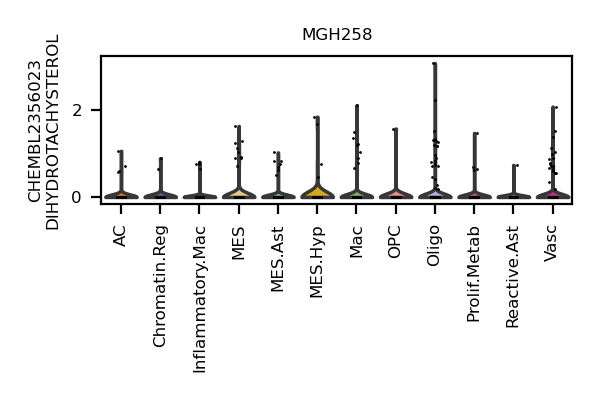 MGH258
CHEMBL2356023
DIHYDROTACHYSTEROL
2
0
AC
Chromatin.Reg
Inflammatory.Mac
MES
MES.Ast
MES.Hyp
Mac
OPC
Oligo
Prolif.Metab
Reactive.Ast
Vasc